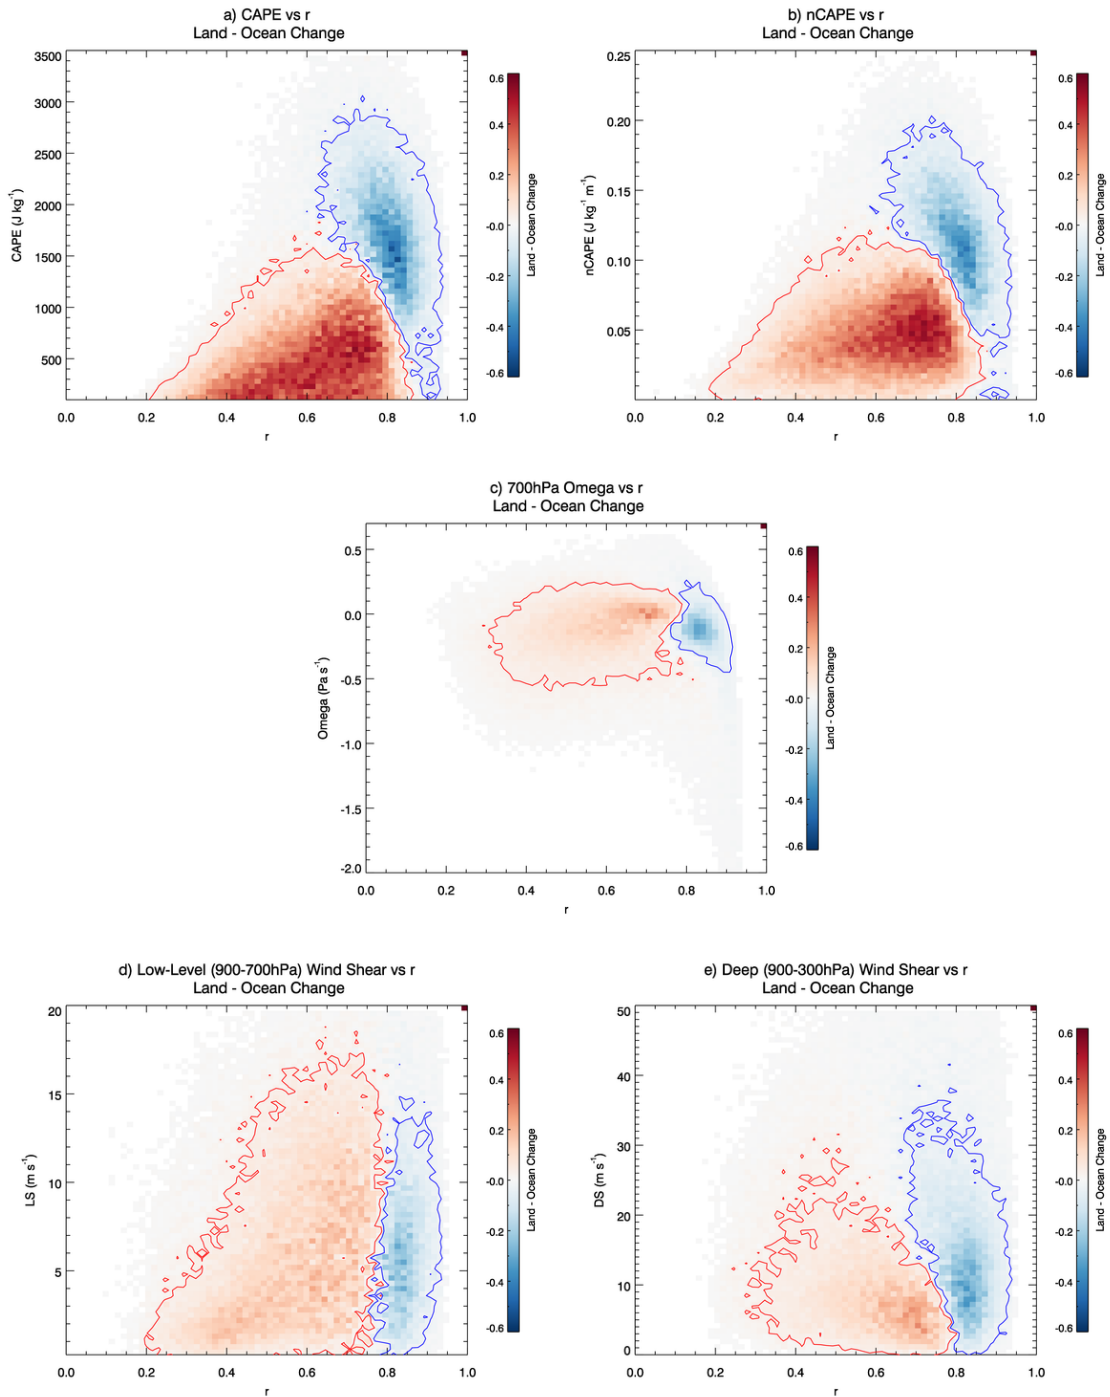 a) CAPE vs r
Land - Ocean Change
3500
3000
2500
2000
1500
1000
500
CAPE (J kg⁻¹)
0.0 0.2 0.4 0.6 0.8 1.0
r
0.6
0.4
0.2
-0.0
-0.2
-0.4
-0.6
Land - Ocean Change
b) nCAPE vs r
Land - Ocean Change
0.25
0.20
0.15
0.10
0.05
nCAPE (J kg⁻¹ m⁻¹)
0.0 0.2 0.4 0.6 0.8 1.0
r
0.6
0.4
0.2
-0.0
-0.2
-0.4
-0.6
Land - Ocean Change
c) 700hPa Omega vs r
Land - Ocean Change
0.5
0.0
-0.5
-1.0
-1.5
-2.0
Omega (Pa s⁻¹)
0.0 0.2 0.4 0.6 0.8 1.0
r
0.6
0.4
0.2
-0.0
-0.2
-0.4
-0.6
Land - Ocean Change
d) Low-Level (900-700hPa) Wind Shear vs r
Land - Ocean Change
20
15
10
5
LS (m s⁻¹)
0.0 0.2 0.4 0.6 0.8 1.0
r
0.6
0.4
0.2
-0.0
-0.2
-0.4
-0.6
Land - Ocean Change
e) Deep (900-300hPa) Wind Shear vs r
Land - Ocean Change
50
40
30
20
10
0
DS (m s⁻¹)
0.0 0.2 0.4 0.6 0.8 1.0
r
0.6
0.4
0.2
-0.0
-0.2
-0.4
-0.6
Land - Ocean Change